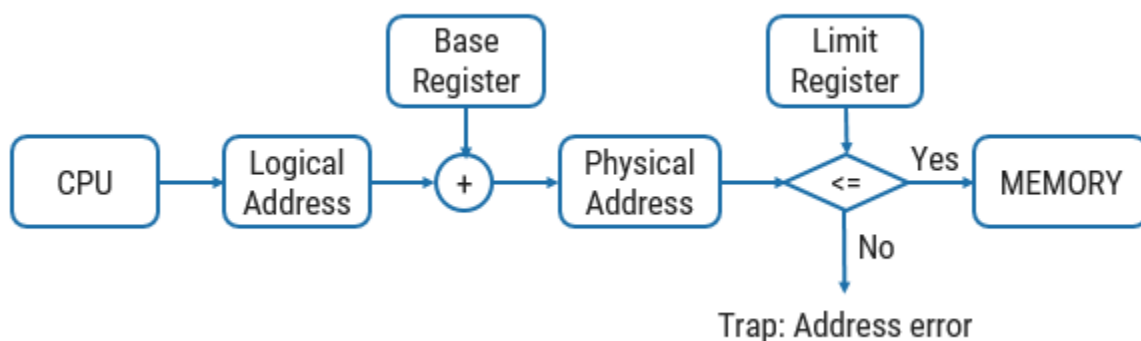 Base
Register
Limit
Register
CPU
Logical
Address
+
Physical
Address
<=
Yes
MEMORY
No
Trap: Address error